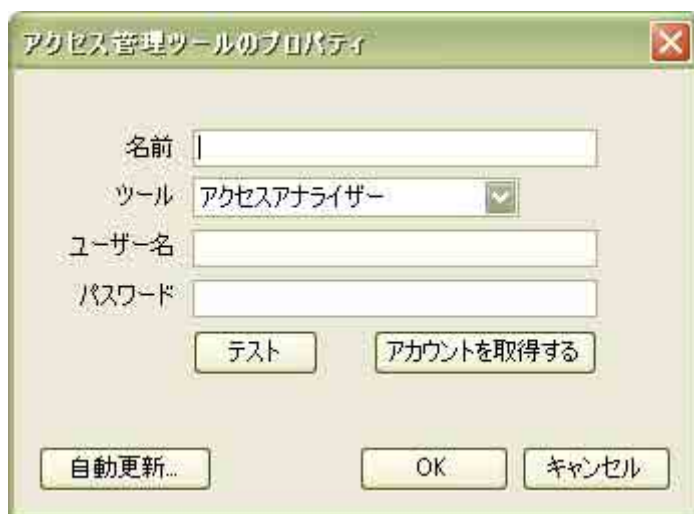 アクセス管理ツールのプロパティ
名前
ツール アクセスアナライザー
ユーザー名
パスワード
テスト アカウントを取得する
自動更新... OK キャンセル